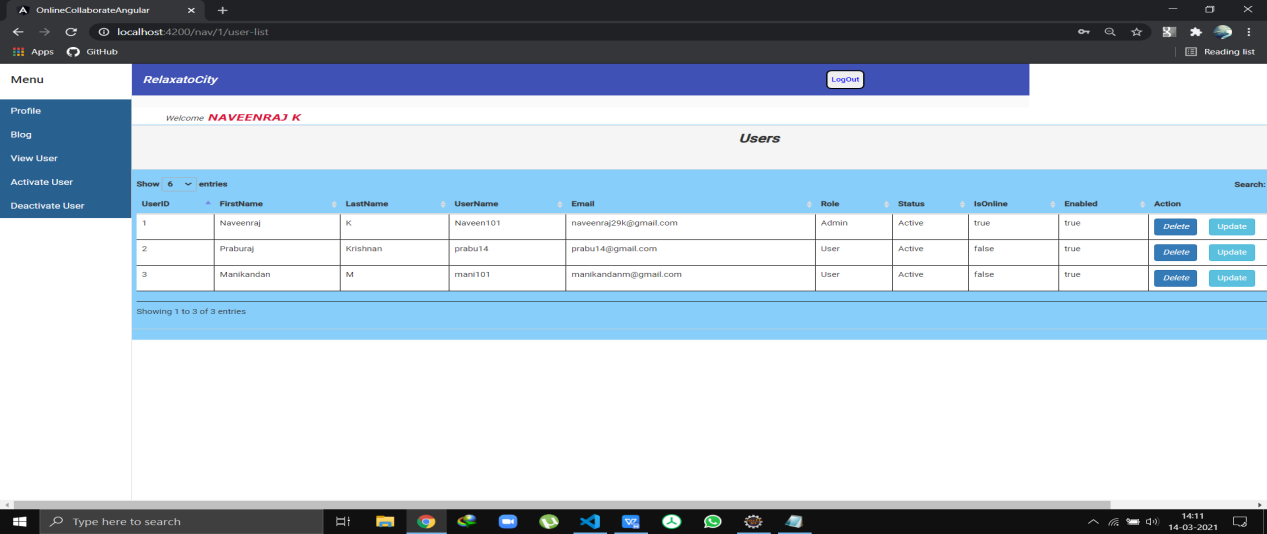 OnlineCollaborateAngular
localhost:4200/nav/1/user-list
Apps GitHub Reading list
Menu
Profile
Blog
View User
Activate User
Deactivate User
RelaxatoCity LogOut
Welcome NAVEENRAJ K
Users
Show 6 entries Search:
UserID FirstName LastName UserName Email Role Status IsOnline Enabled Action
1 Naveenraj K Naveen101 naveenraj29k@gmail.com Admin Active true true Delete Update
2 Praburaj Krishnan prabu14 prabu14@gmail.com User Active false true Delete Update
3 Manikandan M mani101 manikandanm@gmail.com User Active false true Delete Update
Showing 1 to 3 of 3 entries
Type here to search
14:11
14-03-2021